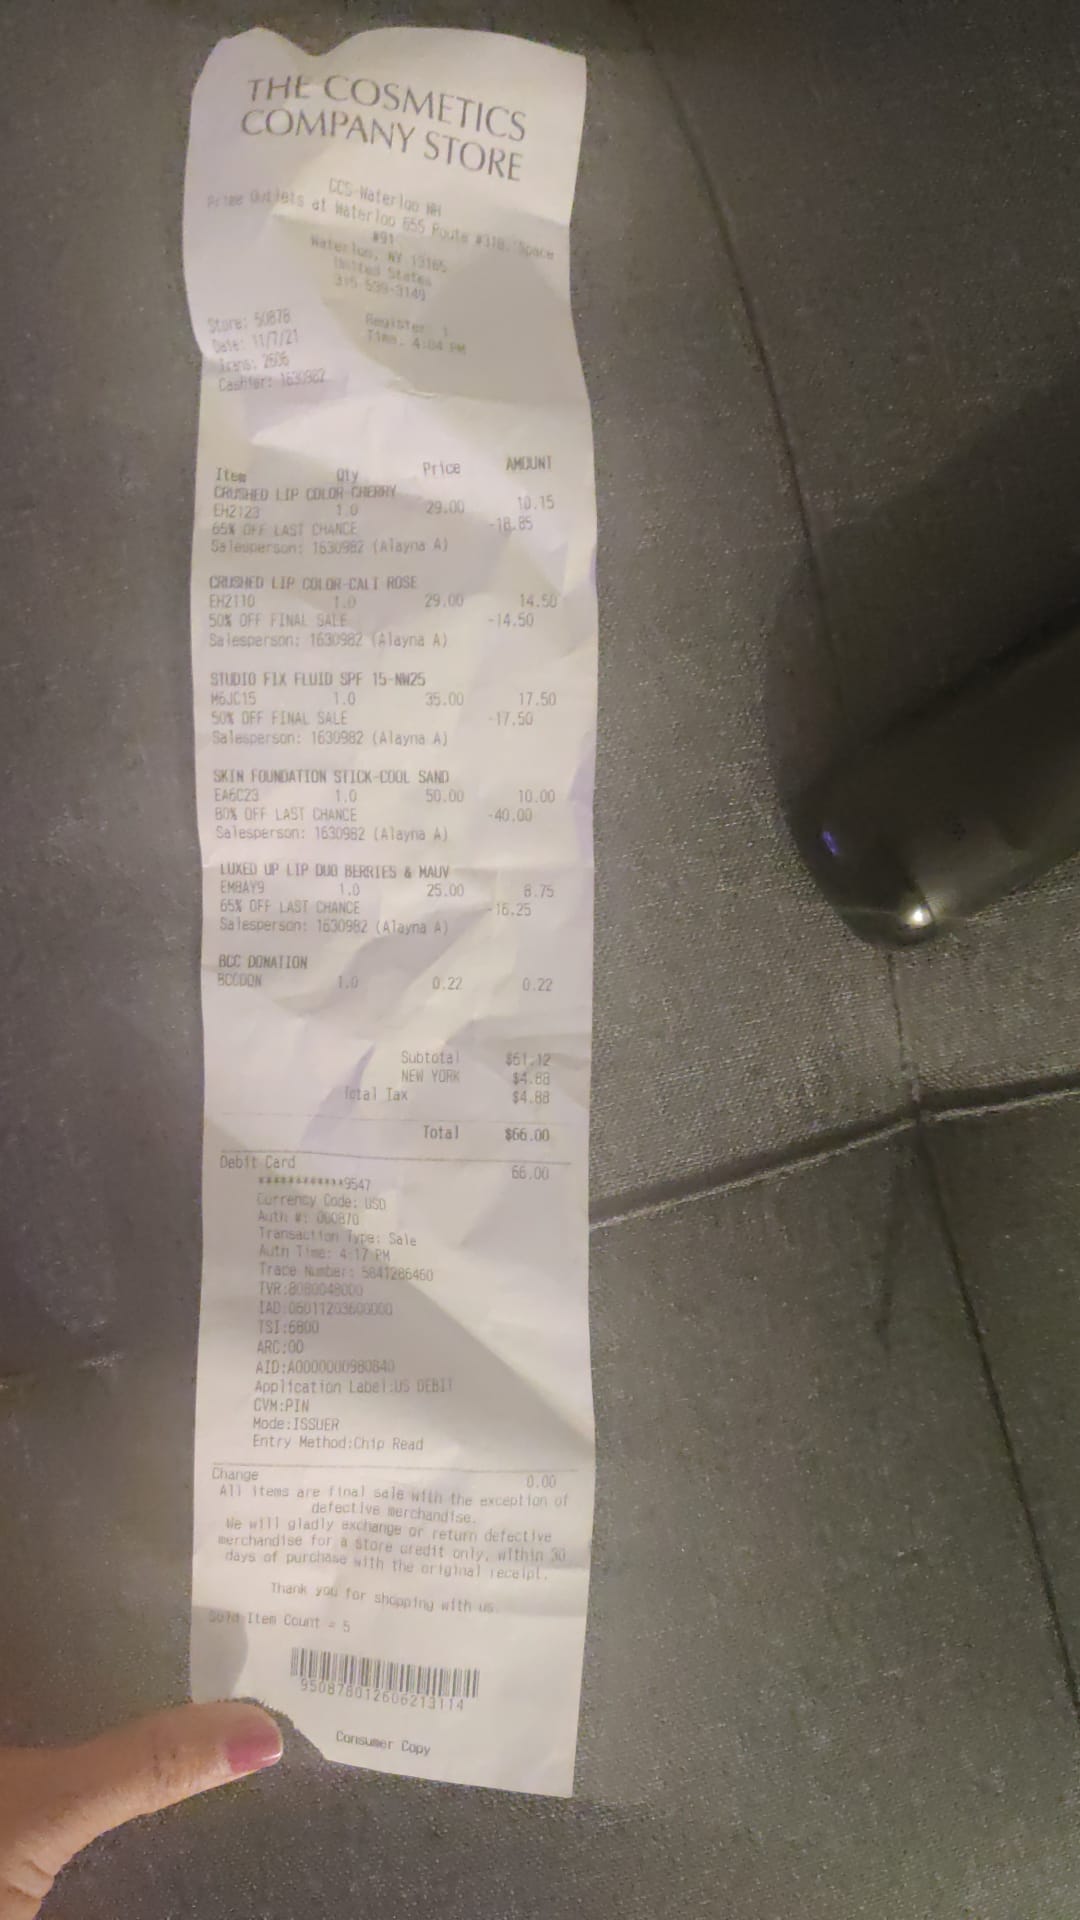 THE COSMETICS
COMPANY STORE
CCS-Waterloo NH
Prime Outlets at Waterloo 655 Route #318, Space
#91
Waterloo, NY 13165
United States
315-539-3149
Store: 50878 Register: 1
Date: 11/7/21 Time: 4:04 PM
Trans: 2606
Cashier: 1630982
Item Qty Price AMOUNT
CRUSHED LIP COLOR-CHERRY
EH2123 1.0 29.00 10.15
65% OFF LAST CHANCE -18.85
Salesperson: 1630982 (Alayna A)
CRUSHED LIP COLOR-CALI ROSE
EH2110 1.0 29.00 14.50
50% OFF FINAL SALE -14.50
Salesperson: 1630982 (Alayna A)
STUDIO FIX FLUID SPF 15-NW25
M6JC15 1.0 35.00 17.50
50% OFF FINAL SALE -17.50
Salesperson: 1630982 (Alayna A)
SKIN FOUNDATION STICK-COOL SAND
EA6C23 1.0 50.00 10.00
80% OFF LAST CHANCE -40.00
Salesperson: 1630982 (Alayna A)
LUXED UP LIP DUO BERRIES & MAUV
EMBAY9 1.0 25.00 8.75
65% OFF LAST CHANCE -16.25
Salesperson: 1630982 (Alayna A)
BCC DONATION
BCCDON 1.0 0.22 0.22
Subtotal $61.12
NEW YORK $4.88
Total Tax $4.88
Total $66.00
Debit Card 66.00
************9547
Currency Code: USD
Auth #: 000870
Transaction Type: Sale
Auth Time: 4:17 PM
Trace Number: 5841286460
TVR:8080048000
IAD:06011203600000
TSI:6800
ARC:00
AID:A0000000980840
Application Label:US DEBIT
CVM:PIN
Mode:ISSUER
Entry Method:Chip Read
Change 0.00
All items are final sale with the exception of
defective merchandise.
We will gladly exchange or return defective
merchandise for a store credit only, within 30
days of purchase with the original receipt.
Thank you for shopping with us.
Sold Item Count = 5
950878012606213114
Consumer Copy